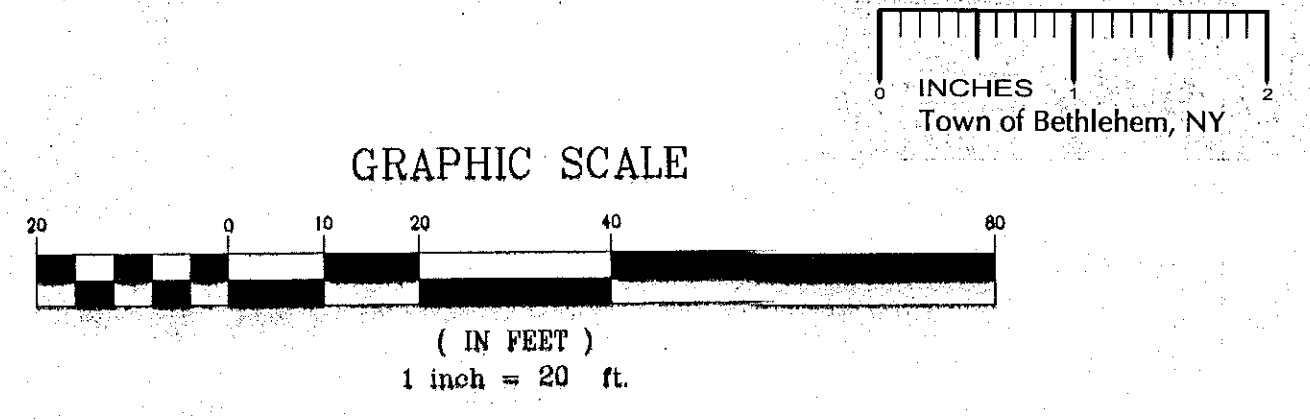 0 INCHES 1 2
Town of Bethlehem, NY
GRAPHIC SCALE
20 0 10 20 40 80
( IN FEET )
1 inch = 20 ft.